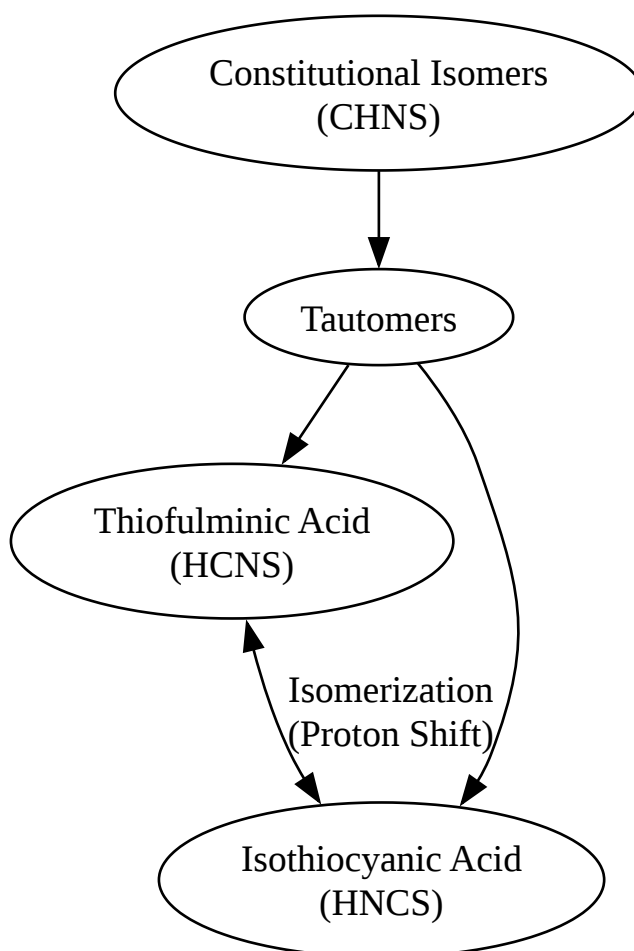 Constitutional Isomers
(CHNS)
Tautomers
Thiofulminic Acid
(HCNS)
Isomerization
(Proton Shift)
Isothiocyanic Acid
(HNCS)